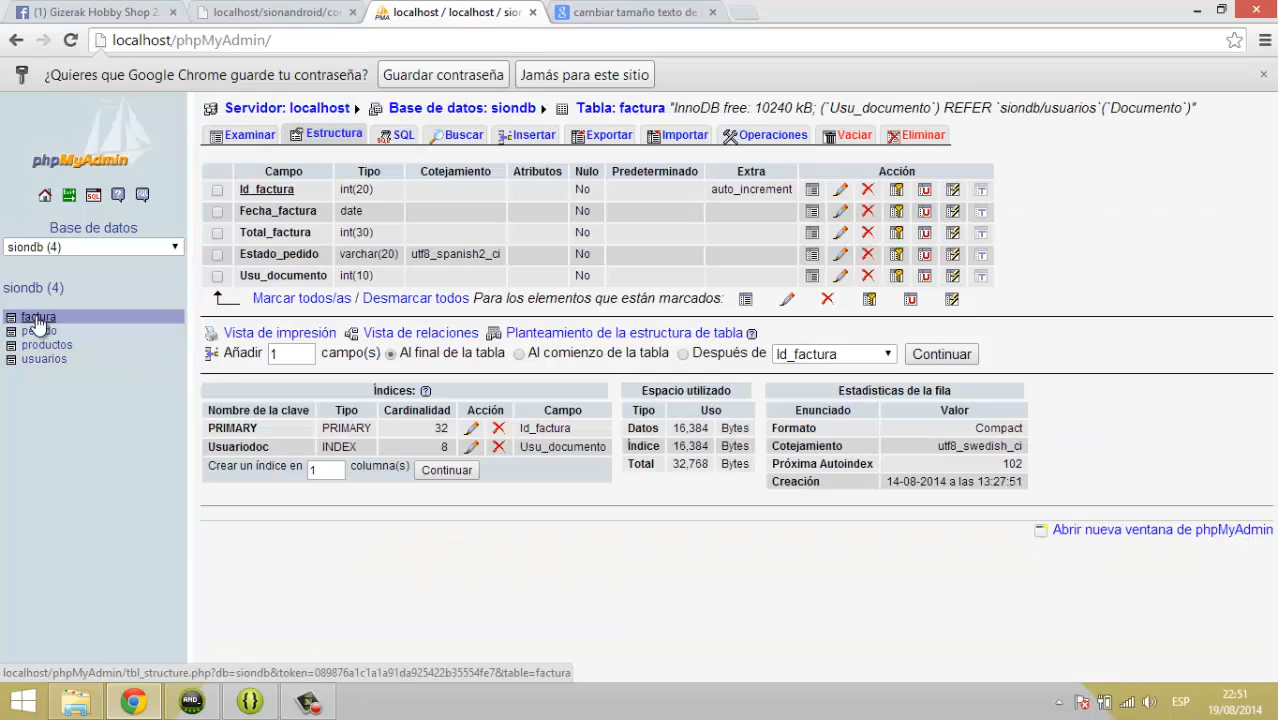 (1) Gizerak Hobby Shop 2.
localhost/sionandroid/co
localhost / localhost / sion
cambiar tamaño texto de
localhost/phpMyAdmin/
¿Quieres que Google Chrome guarde tu contraseña? Guardar contraseña Jamás para este sitio
phpMyAdmin
Base de datos
siondb (4)
siondb (4)
factura
productos
usuarios
Servidor: localhost Base de datos: siondb Tabla: factura "InnoDB free: 10240 kB; (`Usu_documento`) REFER `siondb/usuarios`(`Documento`)"
Examinar Estructura SQL Buscar Insertar Exportar Importar Operaciones Vaciar Eliminar
Campo Tipo Cotejamiento Atributos Nulo Predeterminado Extra Acción
Id_factura int(20) No auto_increment
Fecha_factura date No
Total_factura int(30) No
Estado_pedido varchar(20) utf8_spanish2_ci No
Usu_documento int(10) No
Marcar todos/as / Desmarcar todos Para los elementos que están marcados:
Vista de impresión Vista de relaciones Planteamiento de la estructura de tabla
Añadir 1 campo(s) Al final de la tabla Al comienzo de la tabla Después de Id_factura Continuar
Índices:
Nombre de la clave Tipo Cardinalidad Acción Campo
PRIMARY PRIMARY 32 Id_factura
Usuariodoc INDEX 8 Usu_documento
Crear un índice en 1 columna(s) Continuar
Espacio utilizado
Tipo Uso
Datos 16,384 Bytes
Índice 16,384 Bytes
Total 32,768 Bytes
Estadísticas de la fila
Enunciado Valor
Formato Compact
Cotejamiento utf8_swedish_ci
Próxima Autoindex 102
Creación 14-08-2014 a las 13:27:51
Abrir nueva ventana de phpMyAdmin
localhost/phpMyAdmin/tbl_structure.php?db=siondb&token=089876a1c1a1a91da925422b35554fe7&table=factura
ESP
22:51
19/08/2014